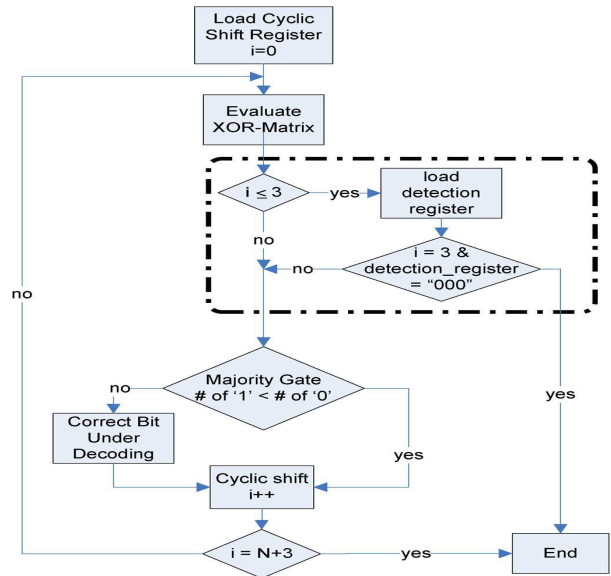 Load Cyclic
Shift Register
i=0
Evaluate
XOR-Matrix
i ≤ 3
yes
load
detection
register
no
i = 3 &
detection_register
= "000"
no
no
yes
Majority Gate
# of '1' < # of '0'
no
Correct Bit
Under
Decoding
yes
Cyclic shift
i++
i = N+3
yes
End